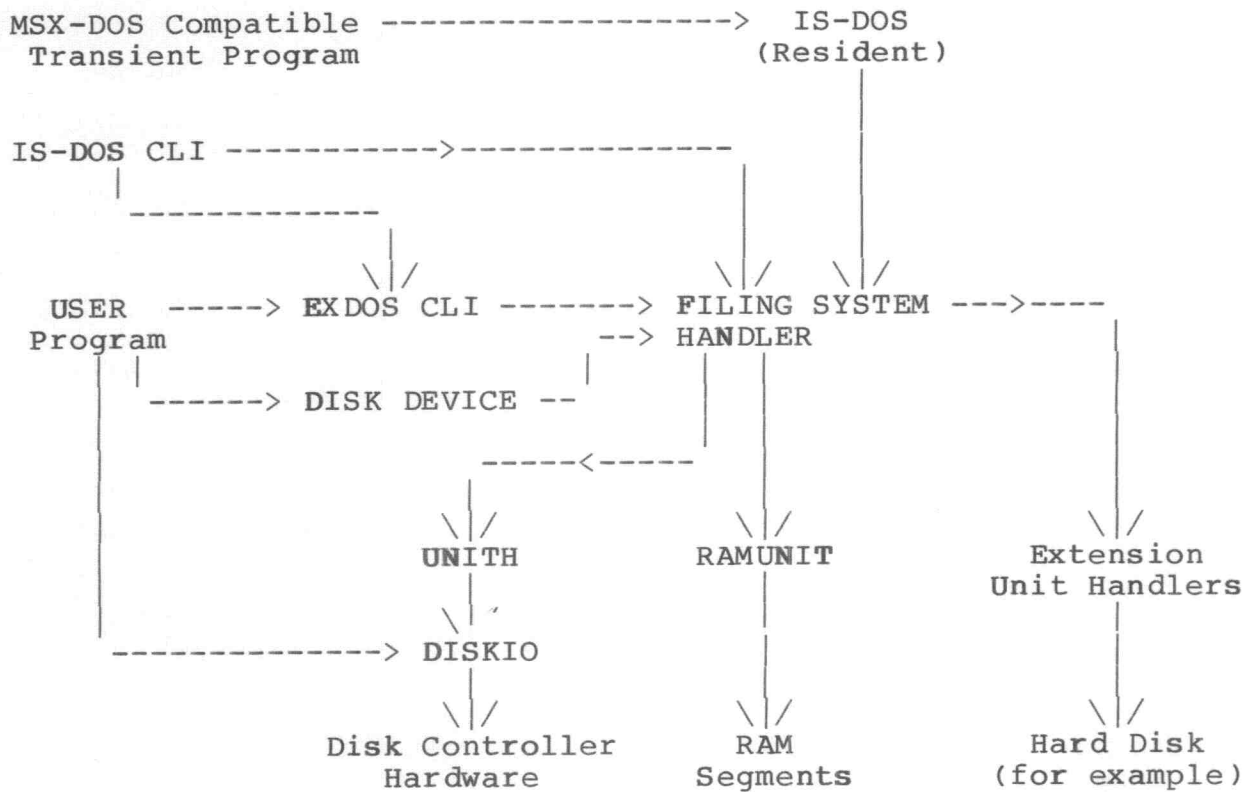 MSX-DOS Compatible IS-DOS
Transient Program (Resident)
IS-DOS CLI
USER EXDOS CLI FILING SYSTEM
Program HANDLER
DISK DEVICE
UNITH RAMUNIT Extension
Unit Handlers
DISKIO
Disk Controller RAM Hard Disk
Hardware Segments (for example)